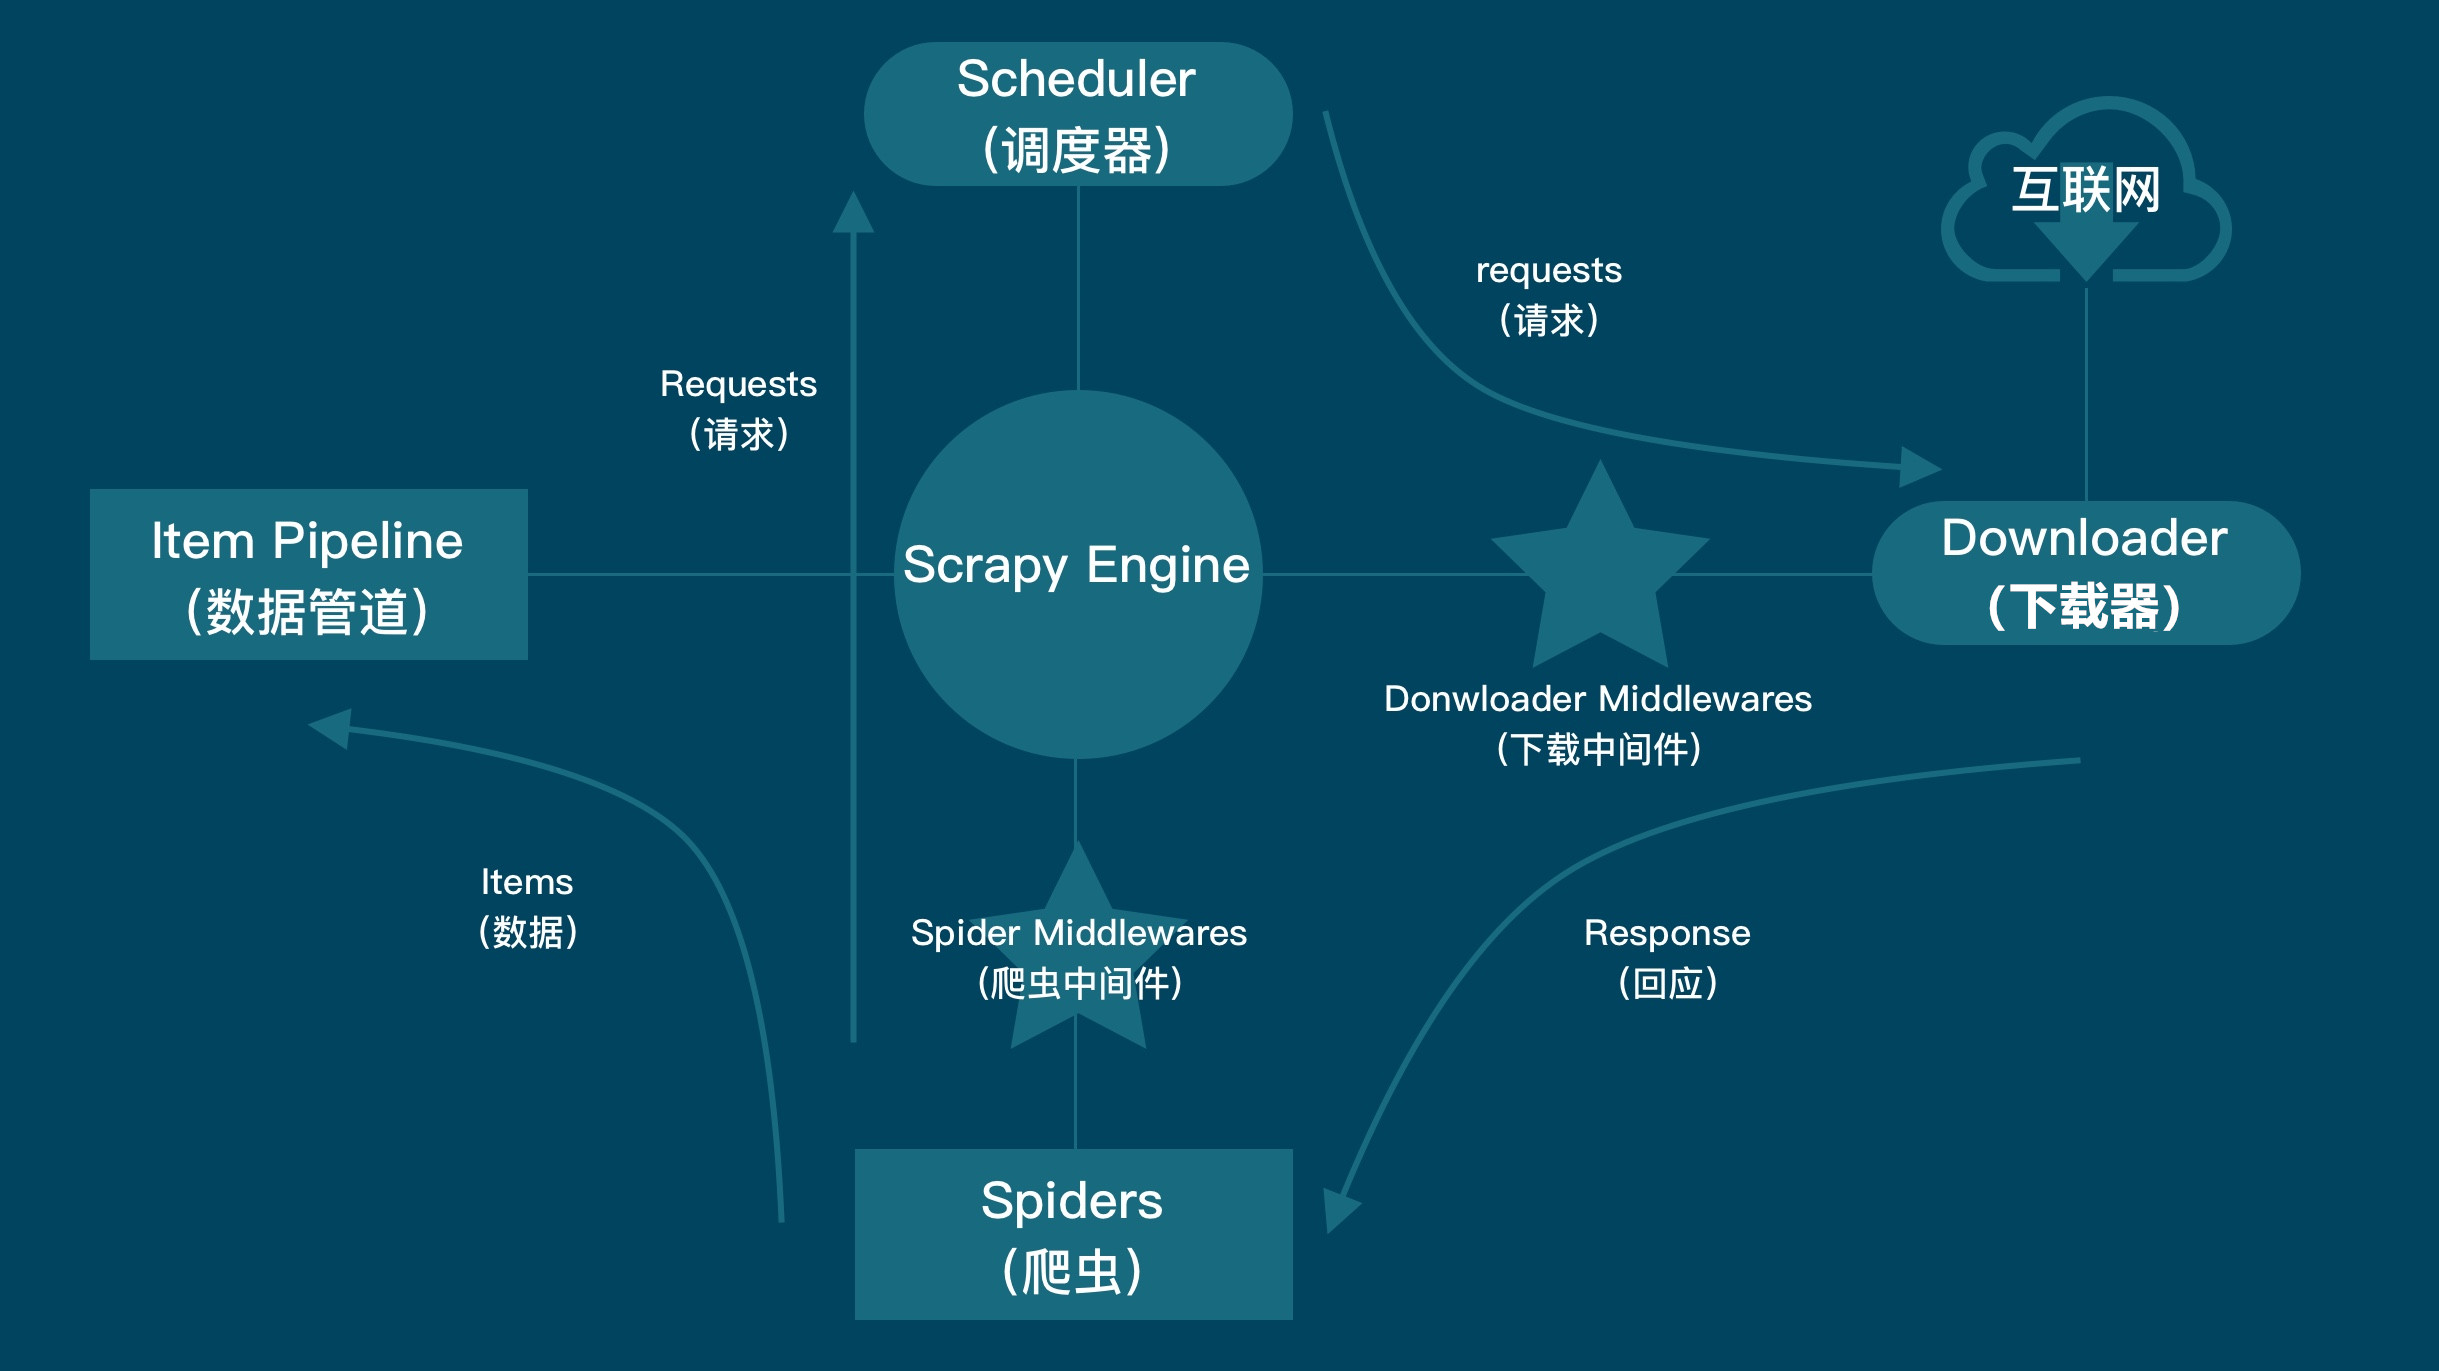 Scheduler
(调度器)
互联网
requests
(请求)
Requests
(请求)
Item Pipeline
(数据管道)
Scrapy Engine
Downloader
(下载器)
Donwloader Middlewares
(下载中间件)
Items
(数据)
Spider Middlewares
(爬虫中间件)
Response
(回应)
Spiders
(爬虫)